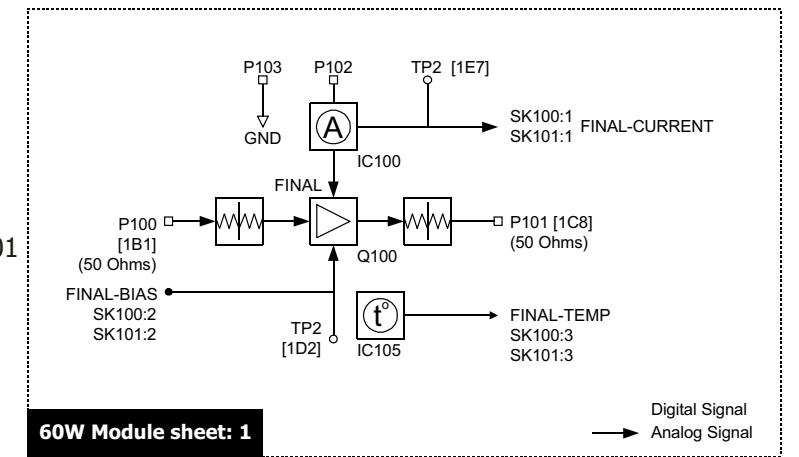 P103
P102
TP2 [1E7]
A
GND
IC100
SK100:1
SK101:1
FINAL-CURRENT
FINAL
P100
[1B1]
(50 Ohms)
Q100
P101 [1C8]
(50 Ohms)
01
FINAL-BIAS
SK100:2
SK101:2
TP2
[1D2]
t°
IC105
FINAL-TEMP
SK100:3
SK101:3
60W Module sheet: 1
Digital Signal
Analog Signal